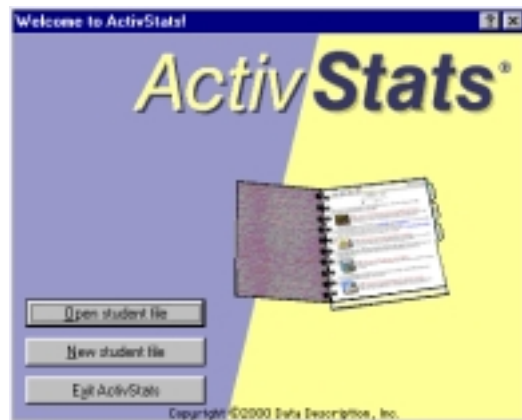 Welcome to ActivStats!
ActivStats®
Open student file
New student file
Exit ActivStats
Copyright ©2000 Data Description, Inc.